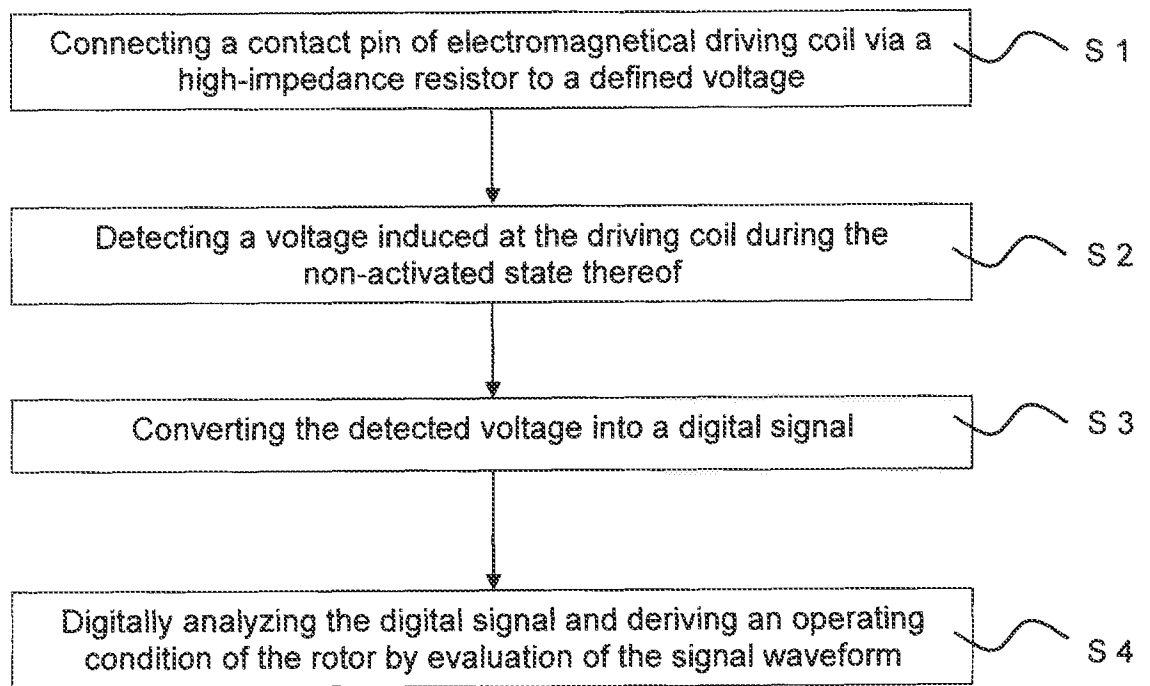 Connecting a contact pin of electromagnetical driving coil via a
high-impedance resistor to a defined voltage
S 1
Detecting a voltage induced at the driving coil during the
non-activated state thereof
S 2
Converting the detected voltage into a digital signal
S 3
Digitally analyzing the digital signal and deriving an operating
condition of the rotor by evaluation of the signal waveform
S 4